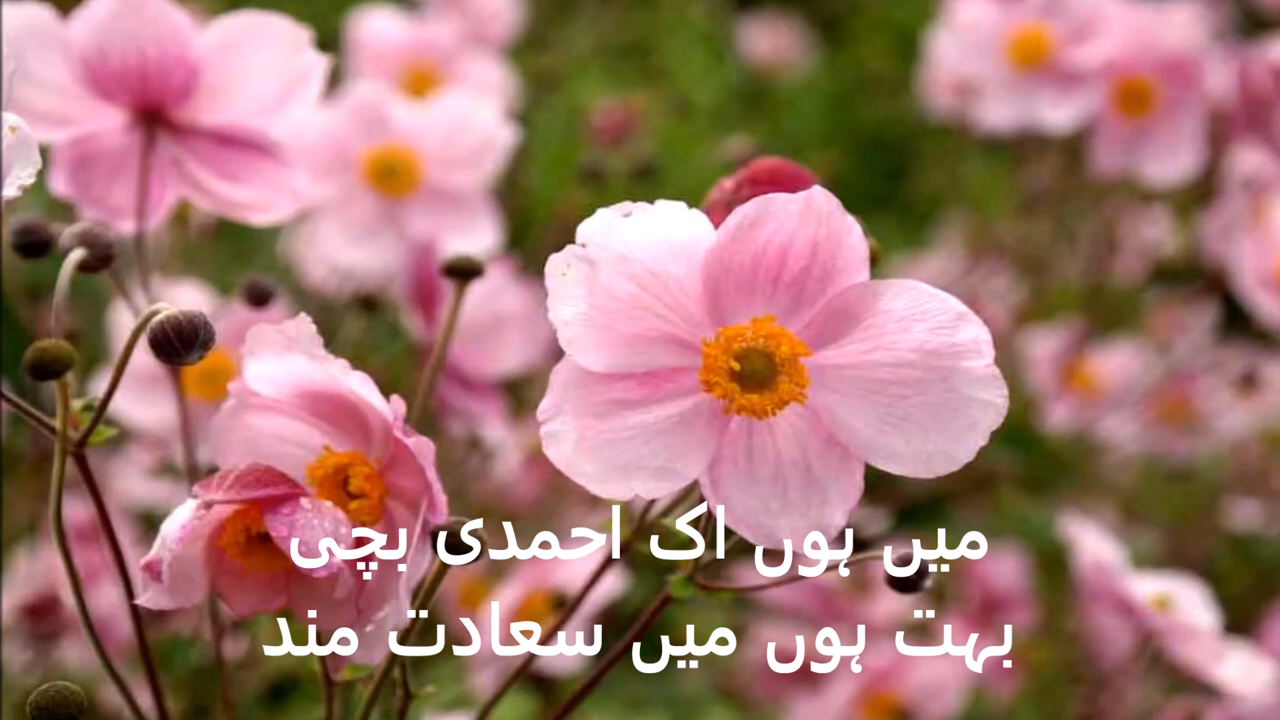 میں ہوں اک احمدی بچی
بہت ہوں میں سعادت مند